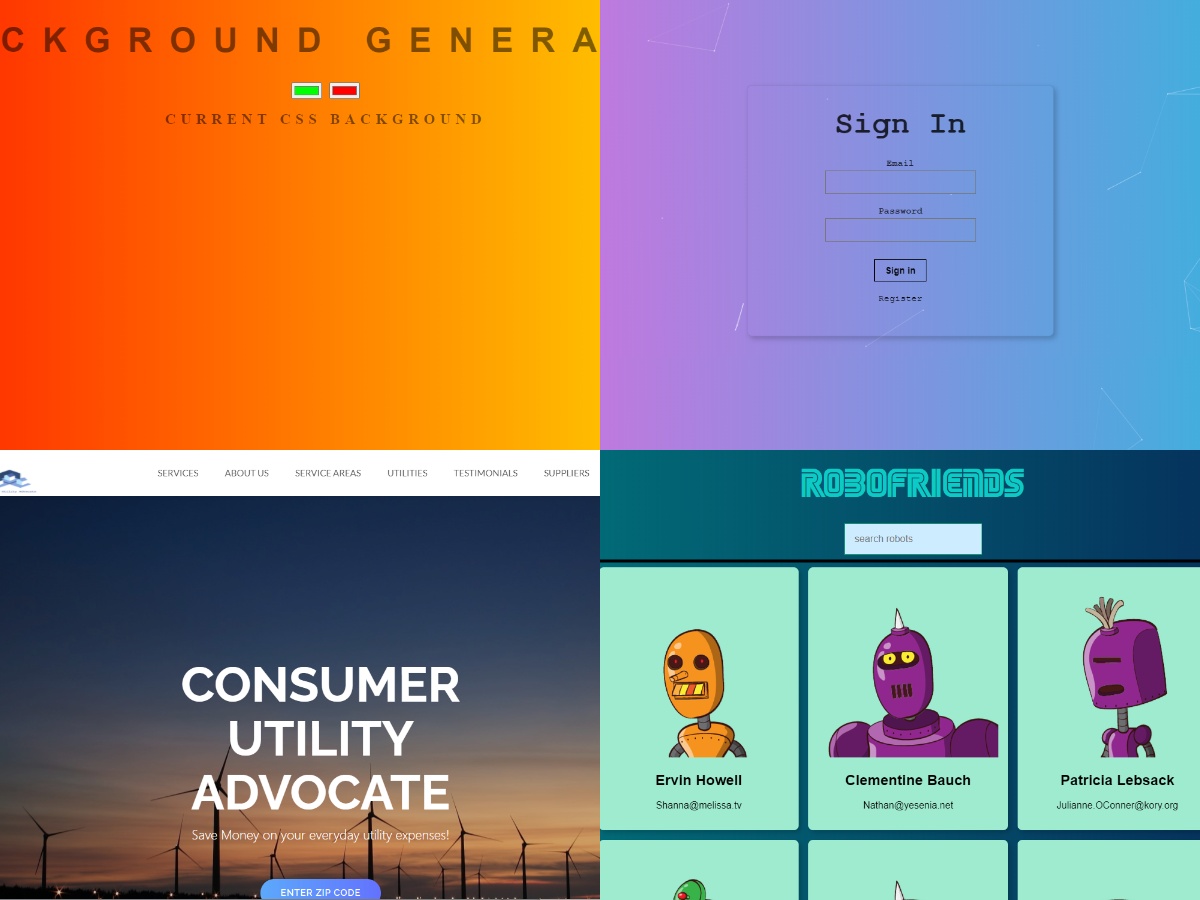 CKGROUND GENERA
CURRENT CSS BACKGROUND
Sign In
Email
Password
Sign in
Register
SERVICES ABOUT US SERVICE AREAS UTILITIES TESTIMONIALS SUPPLIERS
CONSUMER
UTILITY
ADVOCATE
Save Money on your everyday utility expenses!
ENTER ZIP CODE
ROBOFRIENDS
search robots
Ervin Howell
Shanna@melissa.tv
Clementine Bauch
Nathan@yesenia.net
Patricia Lebsack
Julianne.OConner@kory.org